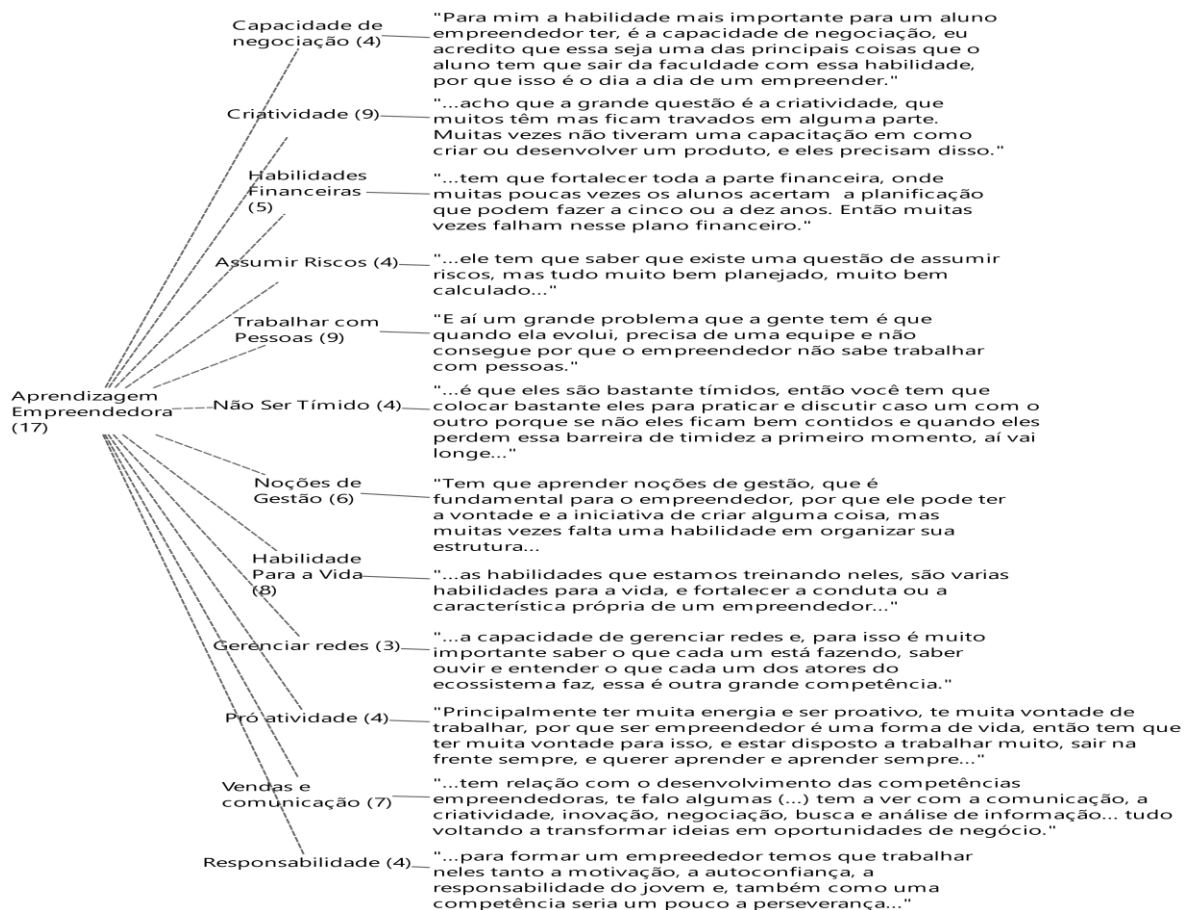 Capacidade de
negociação (4)
"Para mim a habilidade mais importante para um aluno
empreendedor ter, é a capacidade de negociação, eu
acredito que essa seja uma das principais coisas que o
aluno tem que sair da faculdade com essa habilidade,
por que isso é o dia a dia de um empreender."
Criatividade (9)
"...acho que a grande questão é a criatividade, que
muitos têm mas ficam travados em alguma parte.
Muitas vezes não tiveram uma capacitação em como
criar ou desenvolver um produto, e eles precisam disso."
Habilidades
Financeiras
(5)
"...tem que fortalecer toda a parte financeira, onde
muitas poucas vezes os alunos acertam a planificação
que podem fazer a cinco ou a dez anos. Então muitas
vezes falham nesse plano financeiro."
Assumir Riscos (4)
"...ele tem que saber que existe uma questão de assumir
riscos, mas tudo muito bem planejado, muito bem
calculado..."
Trabalhar com
Pessoas (9)
"E aí um grande problema que a gente tem é que
quando ela evolui, precisa de uma equipe e não
consegue por que o empreendedor não sabe trabalhar
com pessoas."
Aprendizagem
Empreendedora
(17)
Não Ser Tímido (4)
"...é que eles são bastante tímidos, então você tem que
colocar bastante eles para praticar e discutir caso um com o
outro porque se não eles ficam bem contidos e quando eles
perdem essa barreira de timidez a primeiro momento, aí vai
longe..."
Noções de
Gestão (6)
"Tem que aprender noções de gestão, que é
fundamental para o empreendedor, por que ele pode ter
a vontade e a iniciativa de criar alguma coisa, mas
muitas vezes falta uma habilidade em organizar sua
estrutura...
Habilidade
Para a Vida
(8)
"...as habilidades que estamos treinando neles, são varias
habilidades para a vida, e fortalecer a conduta ou a
característica própria de um empreendedor..."
Gerenciar redes (3)
"...a capacidade de gerenciar redes e, para isso é muito
importante saber o que cada um está fazendo, saber
ouvir e entender o que cada um dos atores do
ecossistema faz, essa é outra grande competência."
Pró atividade (4)
"Principalmente ter muita energia e ser proativo, te muita vontade de
trabalhar, por que ser empreendedor é uma forma de vida, então tem que
ter muita vontade para isso, e estar disposto a trabalhar muito, sair na
frente sempre, e querer aprender e aprender sempre..."
Vendas e
comunicação (7)
"...tem relação com o desenvolvimento das competências
empreendedoras, te falo algumas (...) tem a ver com a comunicação, a
criatividade, inovação, negociação, busca e análise de informação... tudo
voltando a transformar ideias em oportunidades de negócio."
Responsabilidade (4)
"...para formar um empreededor temos que trabalhar
neles tanto a motivação, a autoconfiança, a
responsabilidade do jovem e, também como uma
competência seria um pouco a perseverança..."